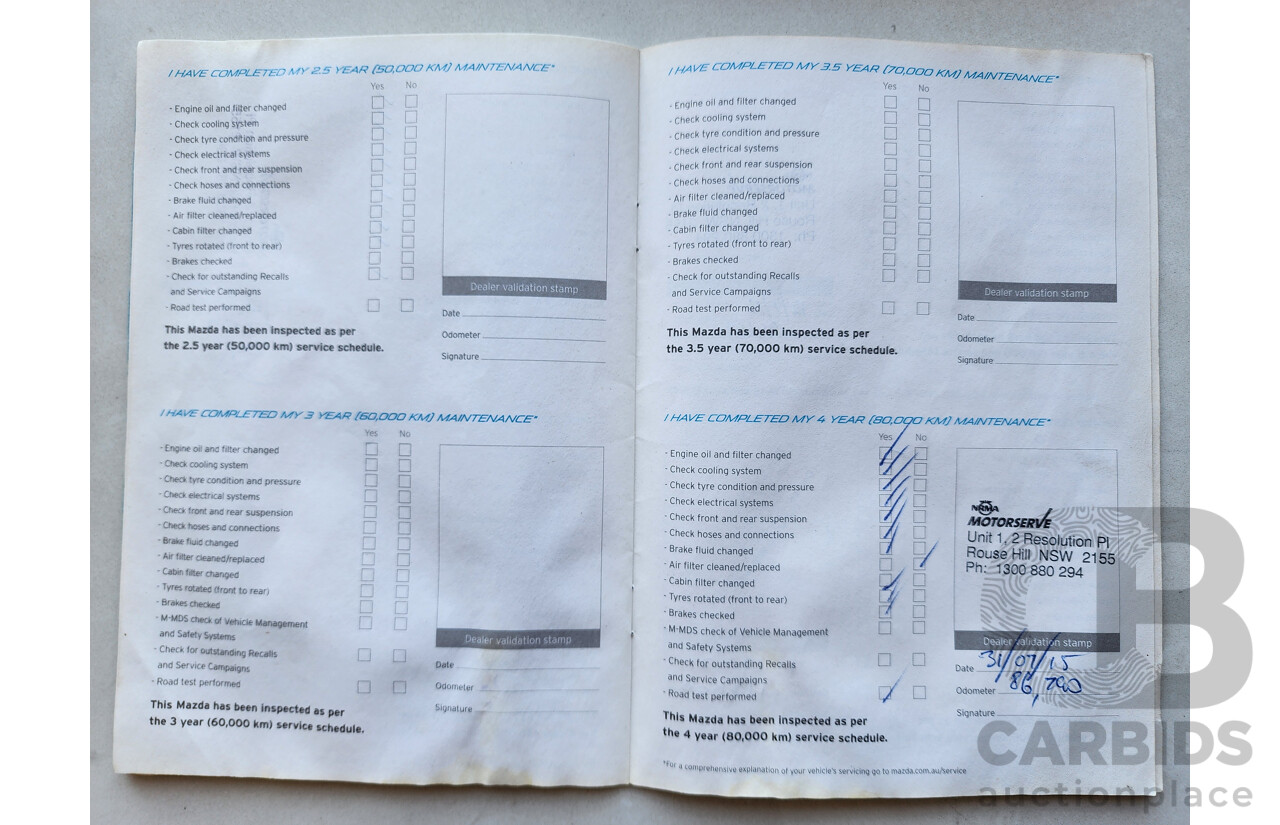 I HAVE COMPLETED MY 2.5 YEAR (50,000 KM) MAINTENANCE*
Yes No
- Engine oil and filter changed
- Check cooling system
- Check tyre condition and pressure
- Check electrical systems
- Check front and rear suspension
- Check hoses and connections
- Brake fluid changed
- Air filter cleaned/replaced
- Cabin filter changed
- Tyres rotated (front to rear)
- Brakes checked
- Check for outstanding Recalls
and Service Campaigns
- Road test performed
This Mazda has been inspected as per
the 2.5 year (50,000 km) service schedule.
Dealer validation stamp
Date
Odometer
Signature
I HAVE COMPLETED MY 3 YEAR (60,000 KM) MAINTENANCE*
Yes No
- Engine oil and filter changed
- Check cooling system
- Check tyre condition and pressure
- Check electrical systems
- Check front and rear suspension
- Check hoses and connections
- Brake fluid changed
- Air filter cleaned/replaced
- Cabin filter changed
- Tyres rotated (front to rear)
- Brakes checked
- M-MDS check of Vehicle Management
and Safety Systems
- Check for outstanding Recalls
and Service Campaigns
- Road test performed
This Mazda has been inspected as per
the 3 year (60,000 km) service schedule.
Dealer validation stamp
Date
Odometer
Signature
I HAVE COMPLETED MY 3.5 YEAR (70,000 KM) MAINTENANCE*
Yes No
- Engine oil and filter changed
- Check cooling system
- Check tyre condition and pressure
- Check electrical systems
- Check front and rear suspension
- Check hoses and connections
- Air filter cleaned/replaced
- Brake fluid changed
- Cabin filter changed
- Tyres rotated (front to rear)
- Brakes checked
- Check for outstanding Recalls
and Service Campaigns
- Road test performed
This Mazda has been inspected as per
the 3.5 year (70,000 km) service schedule.
Dealer validation stamp
Date
Odometer
Signature
I HAVE COMPLETED MY 4 YEAR (80,000 KM) MAINTENANCE*
Yes No
- Engine oil and filter changed
- Check cooling system
- Check tyre condition and pressure
- Check electrical systems
- Check front and rear suspension
- Check hoses and connections
- Brake fluid changed
- Air filter cleaned/replaced
- Cabin filter changed
- Tyres rotated (front to rear)
- Brakes checked
- M-MDS check of Vehicle Management
and Safety Systems
- Check for outstanding Recalls
and Service Campaigns
- Road test performed
This Mazda has been inspected as per
the 4 year (80,000 km) service schedule.
NRMA
MOTORSERVE
Unit 1, 2 Resolution Pl
Rouse Hill NSW 2155
Ph: 1300 880 294
Dealer validation stamp
Date 31/07/15
Odometer 86,790
Signature
*For a comprehensive explanation of your vehicle's servicing go to mazda.com.au/service
CARBIDS
auctionplace